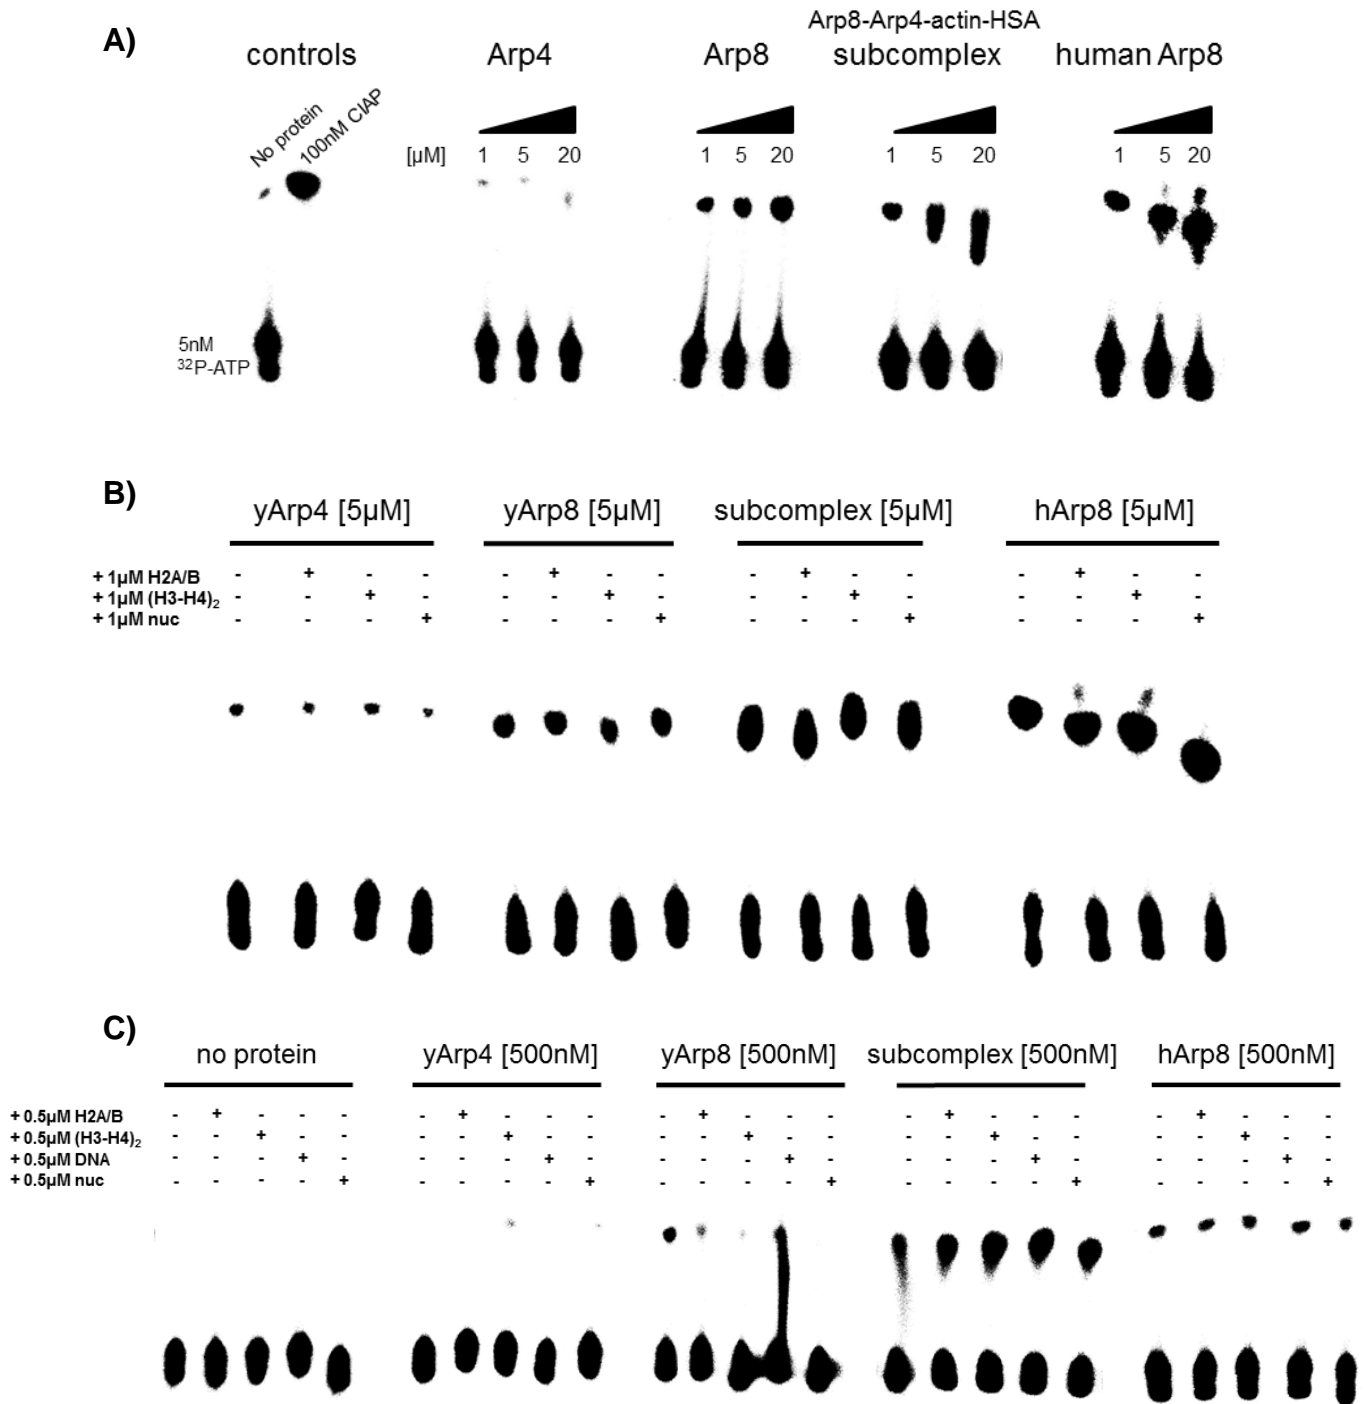 A)
controls
Arp4
Arp8
Arp8-Arp4-actin-HSA
subcomplex
human Arp8
No protein
100nM CIAP
[µM] 1 5 20 1 5 20 1 5 20 1 5 20
5nM
³²P-ATP
B)
yArp4 [5µM] yArp8 [5µM] subcomplex [5µM] hArp8 [5µM]
+ 1µM H2A/B - + - - - + - - - + - - - + - -
+ 1µM (H3-H4)₂ - - + - - - + - - - + - - - + -
+ 1µM nuc - - - + - - - + - - - + - - - +
C)
no protein yArp4 [500nM] yArp8 [500nM] subcomplex [500nM] hArp8 [500nM]
+ 0.5µM H2A/B - + - - - - + - - - - + - - - - + - - - - + - - -
+ 0.5µM (H3-H4)₂ - - + - - - - + - - - - + - - - - + - - - - + - -
+ 0.5µM DNA - - - + - - - - + - - - - + - - - - + - - - - + -
+ 0.5µM nuc - - - - + - - - - + - - - - + - - - - + - - - - +